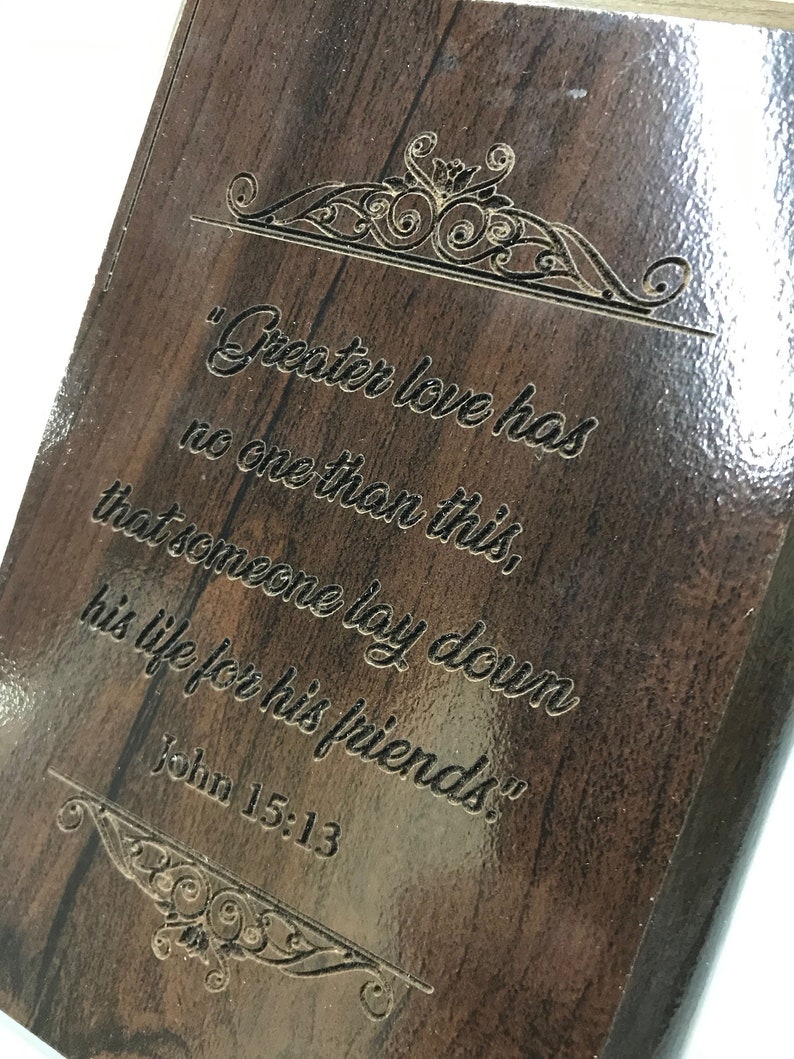 "Greater love has
no one than this,
that someone lay down
his life for his friends."
John 15:13